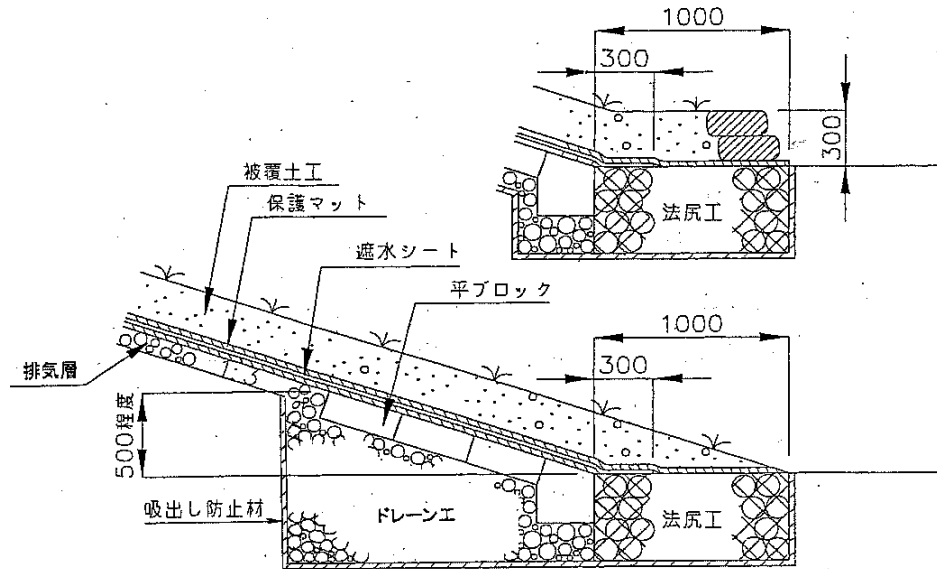 1000
300
300
法尻工
被覆土工
保護マット
遮水シート
平ブロック
1000
300
排気層
500程度
吸出し防止材
ドレーン工
法尻工